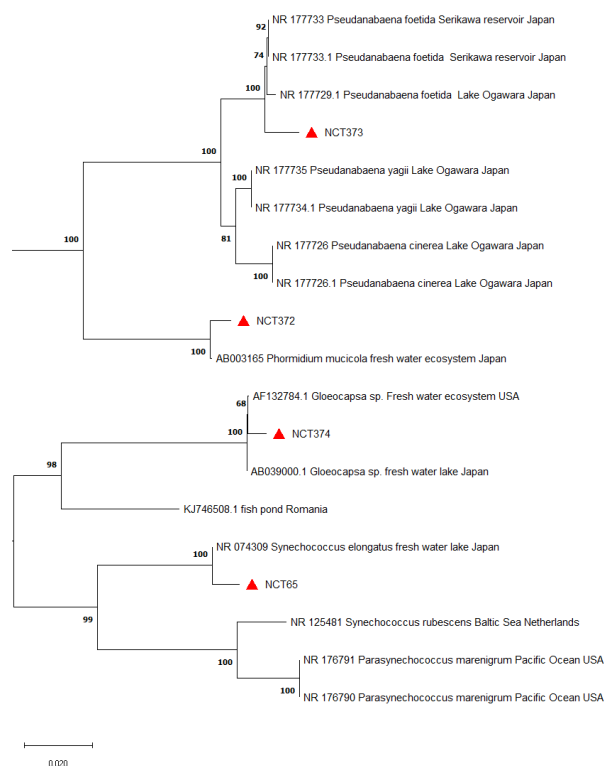 92
NR 177733 Pseudanabaena foetida Serikawa reservoir Japan
74
NR 177733.1 Pseudanabaena foetida Serikawa reservoir Japan
100
NR 177729.1 Pseudanabaena foetida Lake Ogawara Japan
NCT373
100
100
NR 177735 Pseudanabaena yagii Lake Ogawara Japan
NR 177734.1 Pseudanabaena yagii Lake Ogawara Japan
100
81
NR 177726 Pseudanabaena cinerea Lake Ogawara Japan
100
NR 177726.1 Pseudanabaena cinerea Lake Ogawara Japan
NCT372
100
AB003165 Phormidium mucicola fresh water ecosystem Japan
AF132784.1 Gloeocapsa sp. Fresh water ecosystem USA
68
100
NCT374
98
AB039000.1 Gloeocapsa sp. fresh water lake Japan
KJ746508.1 fish pond Romania
NR 074309 Synechococcus elongatus fresh water lake Japan
100
NCT65
99
NR 125481 Synechococcus rubescens Baltic Sea Netherlands
100
NR 176791 Parasynechococcus marenigrum Pacific Ocean USA
100
NR 176790 Parasynechococcus marenigrum Pacific Ocean USA
0.020